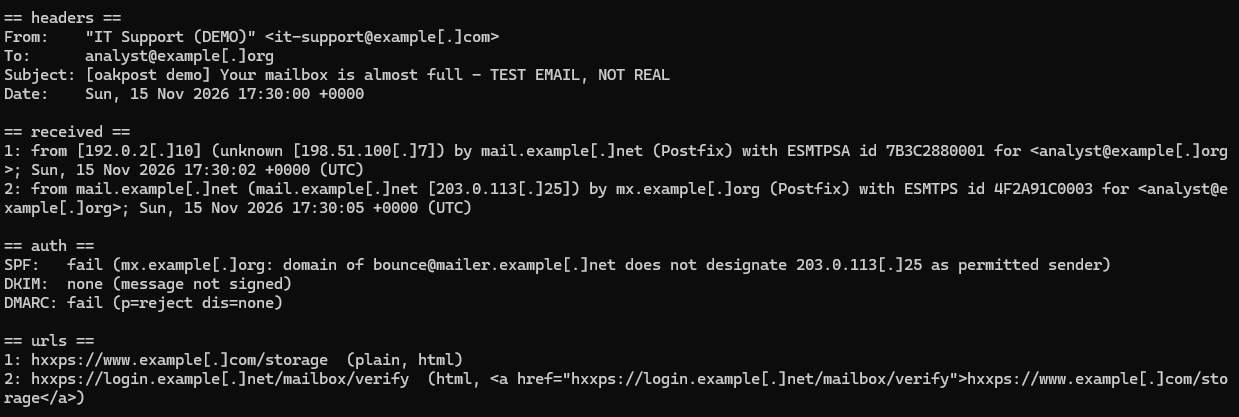 == headers ==
From:    "IT Support (DEMO)" <it-support@example[.]com>
To:      analyst@example[.]org
Subject: [oakpost demo] Your mailbox is almost full - TEST EMAIL, NOT REAL
Date:    Sun, 15 Nov 2026 17:30:00 +0000

== received ==
1: from [192.0.2[.]10] (unknown [198.51.100[.]7]) by mail.example[.]net (Postfix) with ESMTPSA id 7B3C2880001 for <analyst@example[.]org
>; Sun, 15 Nov 2026 17:30:02 +0000 (UTC)
2: from mail.example[.]net (mail.example[.]net [203.0.113[.]25]) by mx.example[.]org (Postfix) with ESMTPS id 4F2A91C0003 for <analyst@e
xample[.]org>; Sun, 15 Nov 2026 17:30:05 +0000 (UTC)

== auth ==
SPF:   fail (mx.example[.]org: domain of bounce@mailer.example[.]net does not designate 203.0.113[.]25 as permitted sender)
DKIM:  none (message not signed)
DMARC: fail (p=reject dis=none)

== urls ==
1: hxxps://www.example[.]com/storage  (plain, html)
2: hxxps://login.example[.]net/mailbox/verify  (html, <a href="hxxps://login.example[.]net/mailbox/verify">hxxps://www.example[.]com/sto
rage</a>)